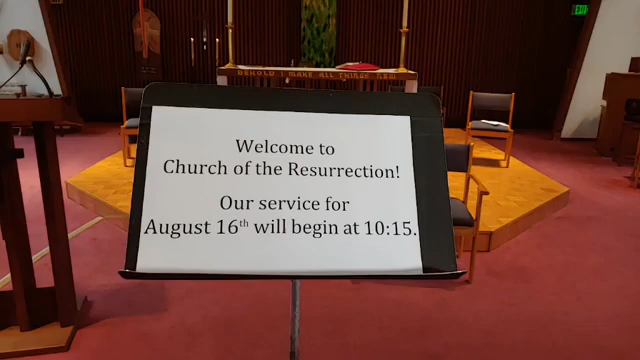 EXIT
BEHOLD I MAKE ALL THINGS NEW
Welcome to
Church of the Resurrection!
Our service for
August 16th will begin at 10:15.